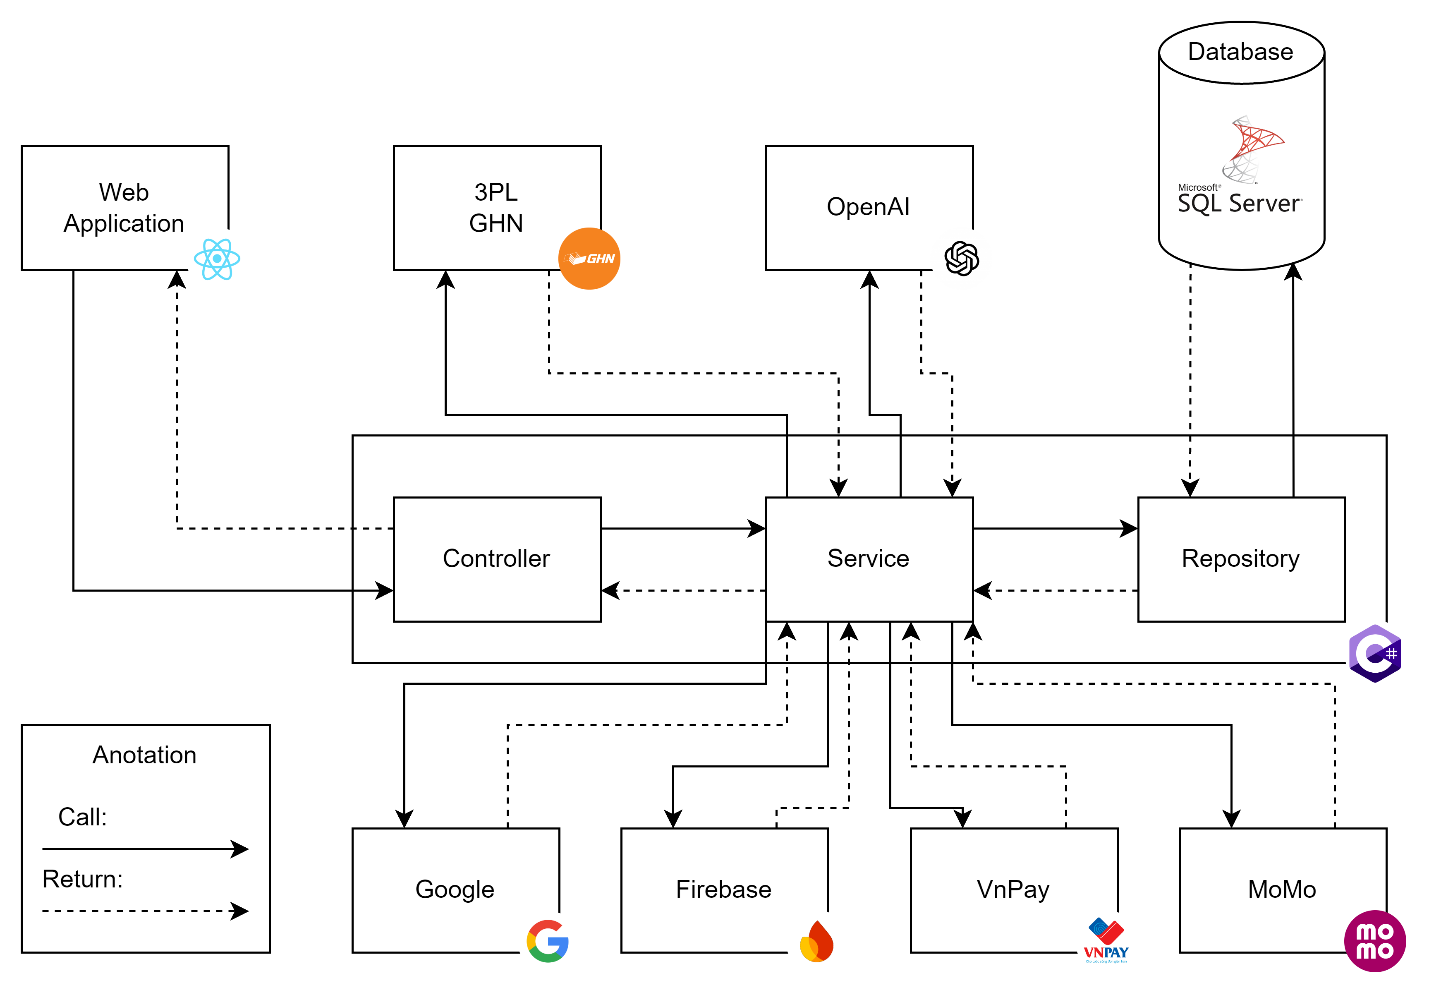 Database
Microsoft®
SQL Server
Web
Application
3PL
GHN
GHN
OpenAI
Controller
Service
Repository
C#
Anotation
Call:
Return:
Google
G
Firebase
VnPay
VNPAY
MoMo
mo
mo